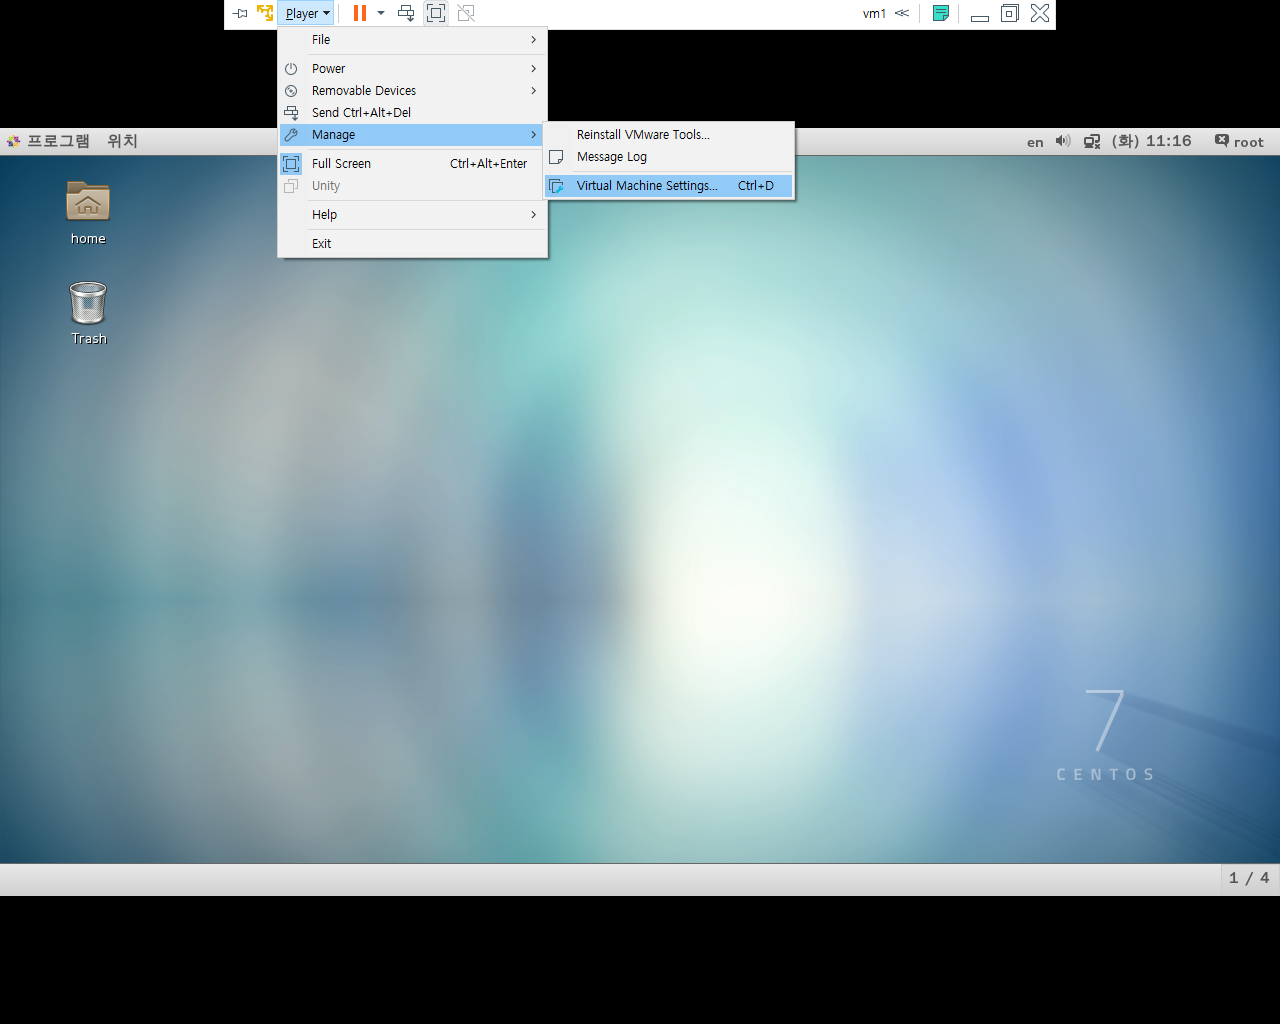 Player
vm1
File
Power
Removable Devices
Send Ctrl+Alt+Del
Manage
Reinstall VMware Tools...
프로그램 위치
en (화) 11:16 root
Message Log
Full Screen Ctrl+Alt+Enter
Virtual Machine Settings... Ctrl+D
Unity
Help
home
Exit
Trash
7
CENTOS
1 / 4